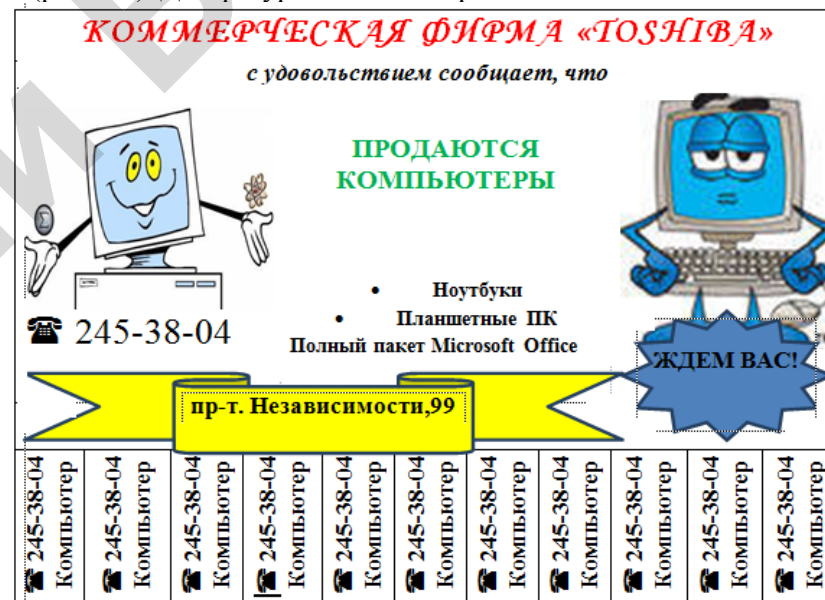 КОММЕРЧЕСКАЯ ФИРМА «TOSHIBA»
с удовольствием сообщает, что
ПРОДАЮТСЯ
КОМПЬЮТЕРЫ
• Ноутбуки
• Планшетные ПК
Полный пакет Microsoft Office
☎ 245-38-04
ЖДЕМ ВАС!
пр-т. Независимости,99
☎ 245-38-04
Компьютер
☎ 245-38-04
Компьютер
☎ 245-38-04
Компьютер
☎ 245-38-04
Компьютер
☎ 245-38-04
Компьютер
☎ 245-38-04
Компьютер
☎ 245-38-04
Компьютер
☎ 245-38-04
Компьютер
☎ 245-38-04
Компьютер
☎ 245-38-04
Компьютер
☎ 245-38-04
Компьютер